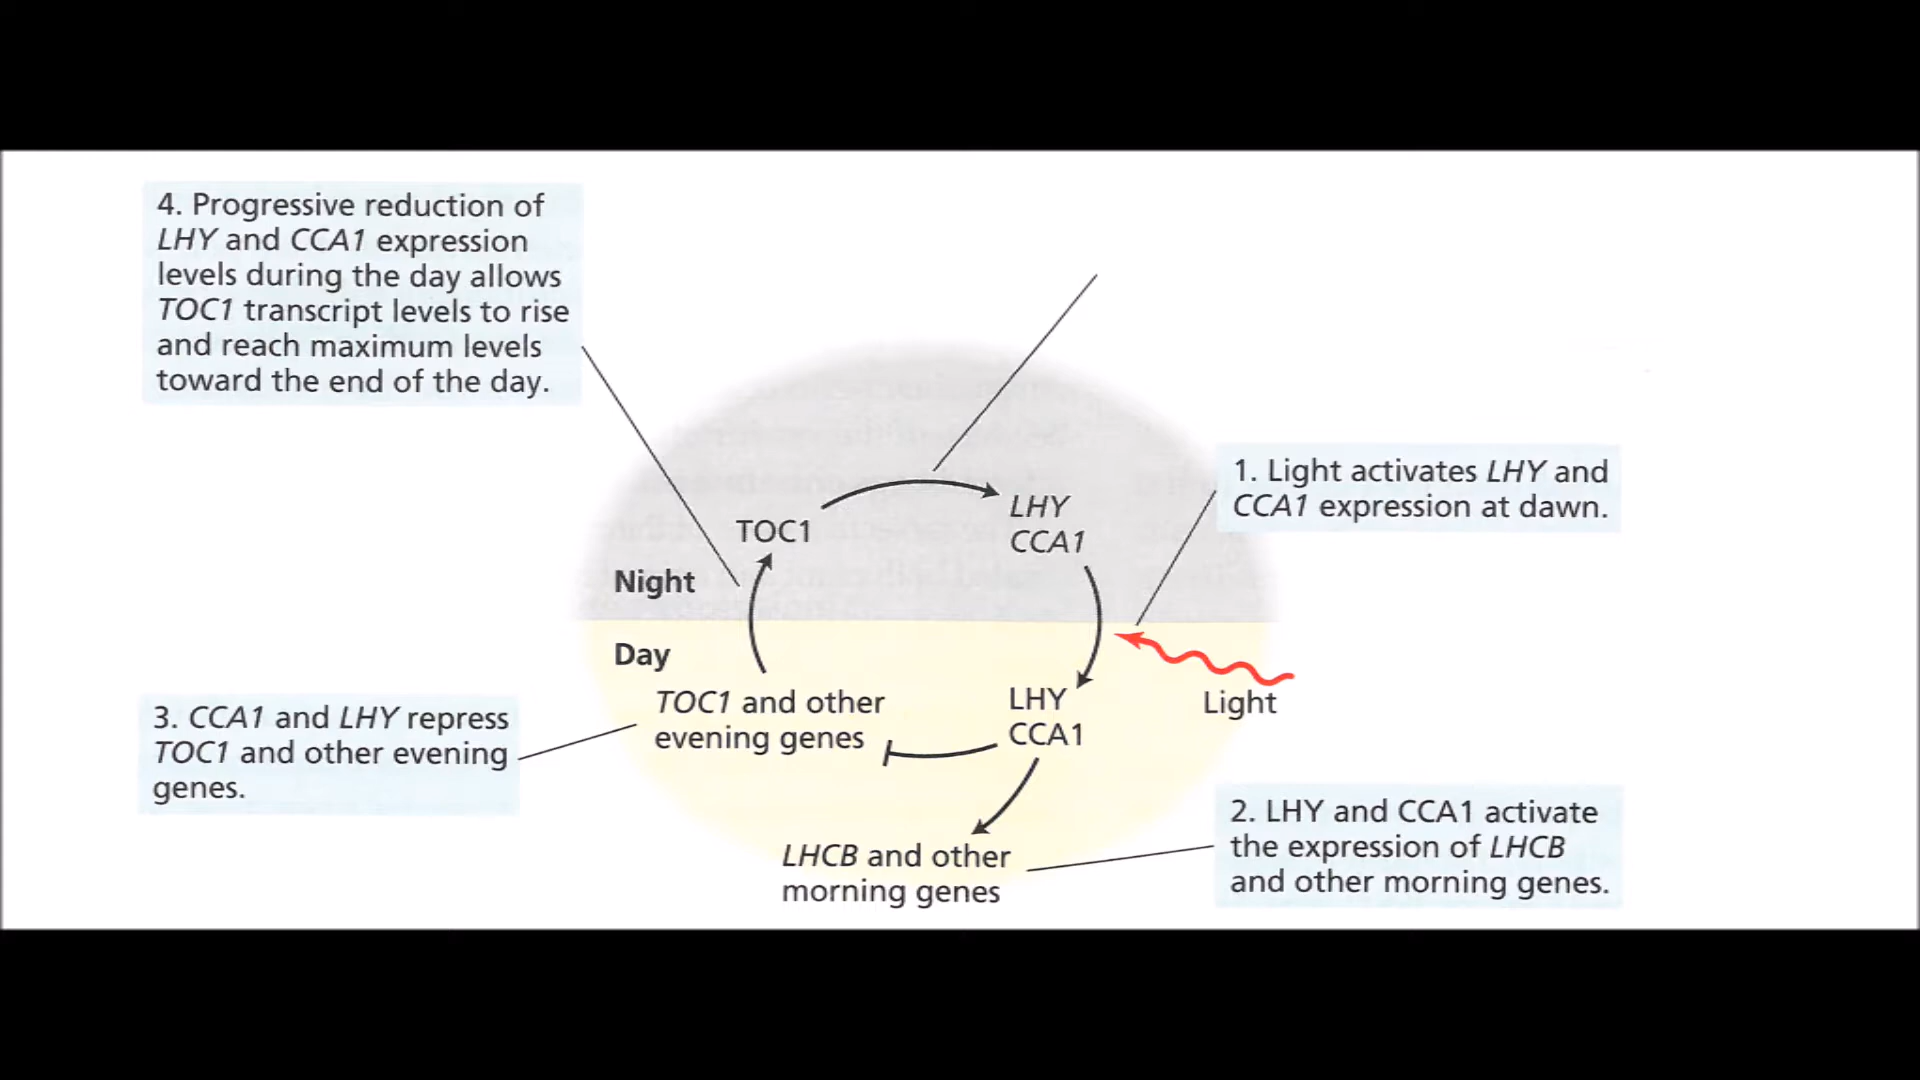 4. Progressive reduction of
LHY and CCA1 expression
levels during the day allows
TOC1 transcript levels to rise
and reach maximum levels
toward the end of the day.
1. Light activates LHY and
CCA1 expression at dawn.
TOC1
LHY
CCA1
Night
Day
TOC1 and other
evening genes
LHY
CCA1
Light
3. CCA1 and LHY repress
TOC1 and other evening
genes.
LHCB and other
morning genes
2. LHY and CCA1 activate
the expression of LHCB
and other morning genes.